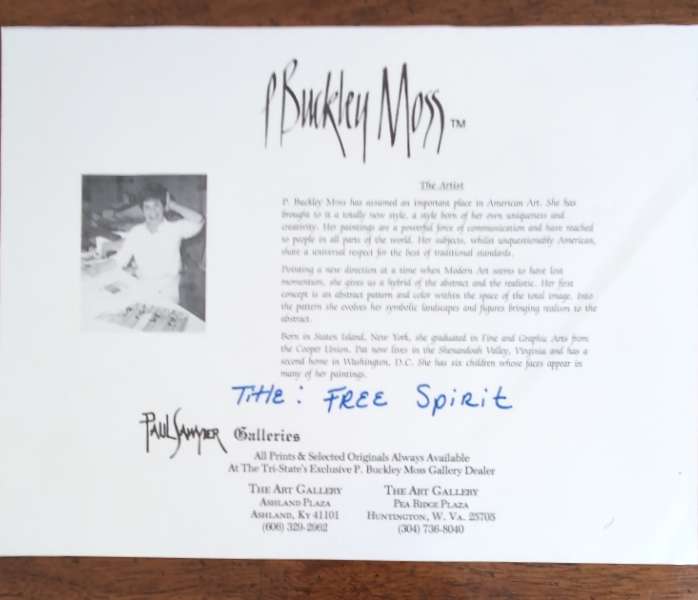 P Buckley Moss™
The Artist
P. Buckley Moss has assumed an important place in American Art. She has
brought to it a totally new style, a style born of her own uniqueness and
creativity. Her paintings are a powerful force of communication and have reached
to people in all parts of the world. Her subjects, whilst unquestionably American,
share a universal respect for the best of traditional standards.
Pointing a new direction at a time when Modern Art seems to have lost
momentum, she gives us a hybrid of the abstract and the realistic. Her first
concept is an abstract pattern and color within the space of the total image. Into
the pattern she evolves her symbolic landscapes and figures bringing realism to the
abstract.
Born in Staten Island, New York, she graduated in Fine and Graphic Arts from
the Cooper Union. Pat now lives in the Shenandoah Valley, Virginia and has a
second home in Washington, D.C. She has six children whose faces appear in
many of her paintings.
Title: FREE Spirit
Paul Sawyier Galleries
All Prints & Selected Originals Always Available
At The Tri-State's Exclusive P. Buckley Moss Gallery Dealer
The Art Gallery
Ashland Plaza
Ashland, Ky 41101
(606) 329-2962
The Art Gallery
Pea Ridge Plaza
Huntington, W. Va. 25705
(304) 736-8040